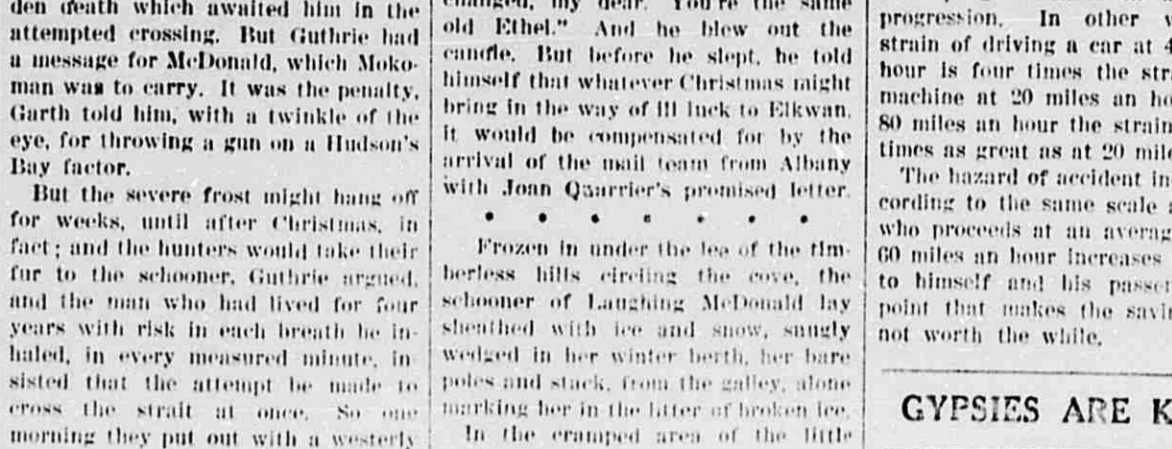 den death which awaited him in the
attempted crossing. But Guthrie had
a message for McDonald, which Moko-
man was to carry. It was the penalty,
Garth told him, with a twinkle of the
eye, for throwing a gun on a Hudson's
Bay factor.
But the severe frost might hang off
for weeks, until after Christmas, in
fact; and the hunters would take their
fur to the schooner, Guthrie argued,
and the man who had lived for four
years with risk in each breath he in-
haled, in every measured minute, in-
sisted that the attempt be made to
cross the strait at once. So one
morning they put out with a westerly
changed, my dear. You're the same
old Ethel." And he blew out the
candle. But before he slept, he told
himself that whatever Christmas might
bring in the way of ill luck to Elkwan,
it would be compensated for by the
arrival of the mail team from Albany
with Joan Quarrier's promised letter.
• • • • • • •
Frozen in under the lea of the tim-
berless hills circling the cove, the
schooner of Laughing McDonald lay
sheathed with ice and snow, snugly
wedged in her winter berth, her bare
poles and stack, from the galley, alone
marking her in the litter of broken ice.
In the cramped area of the little
progression. In other
strain of driving a car at 4
hour is four times the str
machine at 20 miles an ho
80 miles an hour the strain
times as great as at 20 mile
The hazard of accident in
cording to the same scale
who proceeds at an averag
60 miles an hour increases
to himself and his passen
point that makes the savin
not worth the while.
GYPSIES ARE K